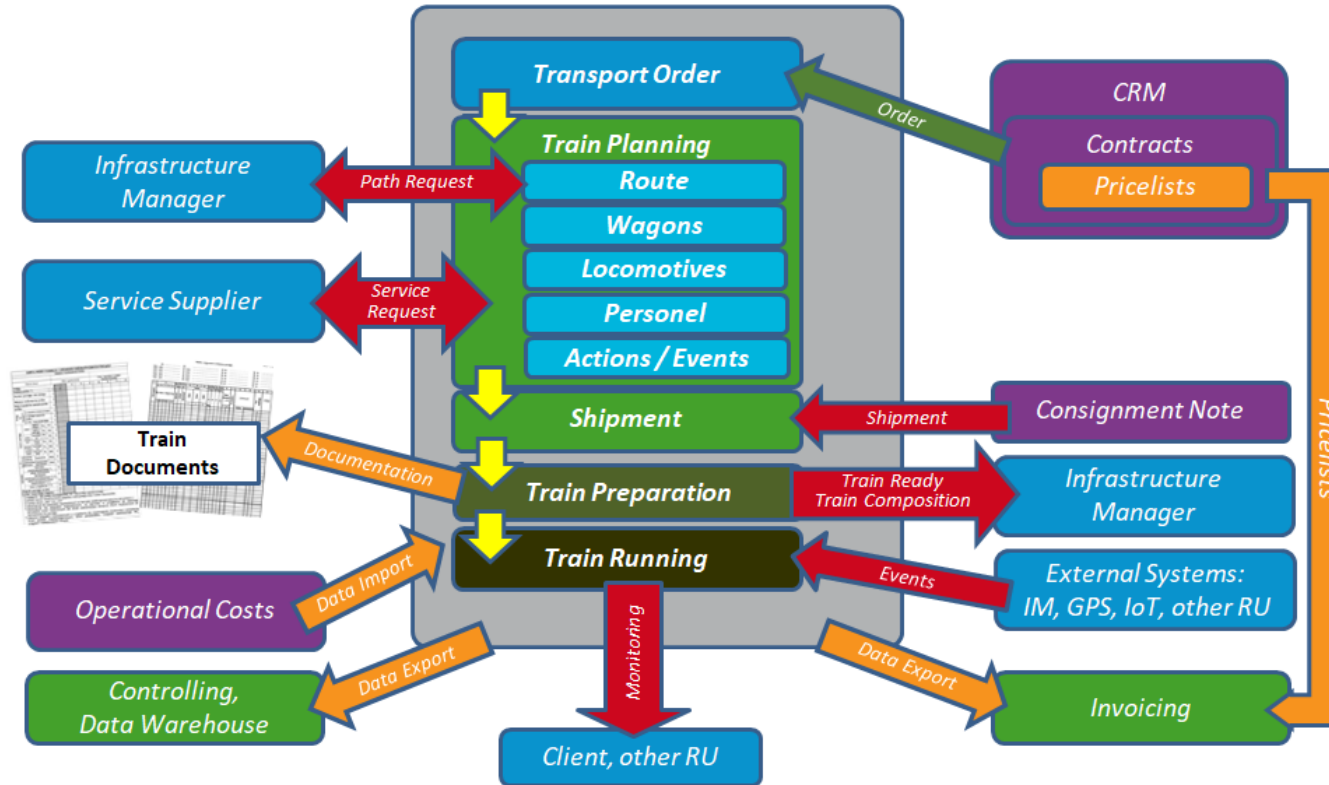 Transport Order
Order
CRM
Contracts
Pricelists
Train Planning
Infrastructure
Manager
Path Request
Route
Wagons
Locomotives
Personel
Actions / Events
Service Supplier
Service
Request
Shipment
Shipment
Consignment Note
Train
Documents
Documentation
Train Preparation
Train Ready
Train Composition
Infrastructure
Manager
Train Running
Events
External Systems:
IM, GPS, IoT, other RU
Operational Costs
Data Import
Monitoring
Data Export
Controlling,
Data Warehouse
Data Export
Invoicing
Pricelists
Client, other RU